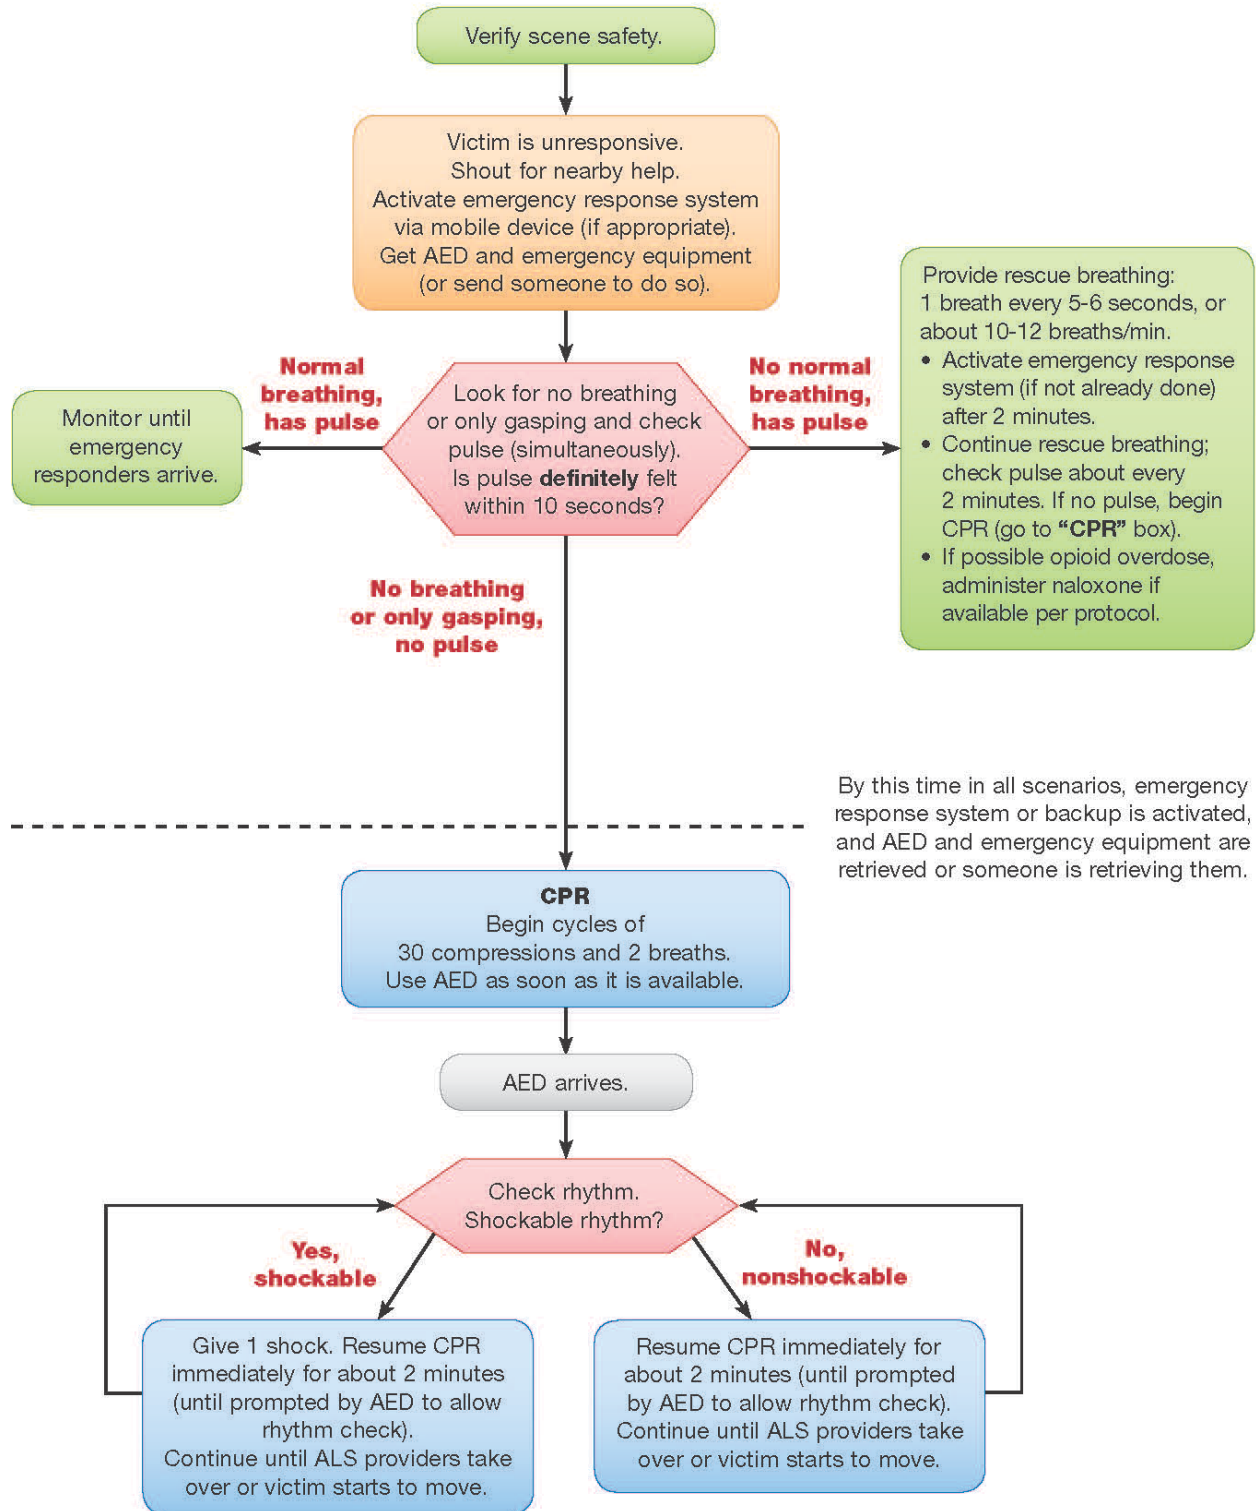 Verify scene safety.
Victim is unresponsive.
Shout for nearby help.
Activate emergency response system
via mobile device (if appropriate).
Get AED and emergency equipment
(or send someone to do so).
Normal
breathing,
has pulse
Monitor until
emergency
responders arrive.
Look for no breathing
or only gasping and check
pulse (simultaneously).
Is pulse definitely felt
within 10 seconds?
No normal
breathing,
has pulse
Provide rescue breathing:
1 breath every 5-6 seconds, or
about 10-12 breaths/min.
• Activate emergency response
system (if not already done)
after 2 minutes.
• Continue rescue breathing;
check pulse about every
2 minutes. If no pulse, begin
CPR (go to “CPR” box).
• If possible opioid overdose,
administer naloxone if
available per protocol.
No breathing
or only gasping,
no pulse
By this time in all scenarios, emergency
response system or backup is activated,
and AED and emergency equipment are
retrieved or someone is retrieving them.
CPR
Begin cycles of
30 compressions and 2 breaths.
Use AED as soon as it is available.
AED arrives.
Check rhythm.
Shockable rhythm?
Yes,
shockable
No,
nonshockable
Give 1 shock. Resume CPR
immediately for about 2 minutes
(until prompted by AED to allow
rhythm check).
Continue until ALS providers take
over or victim starts to move.
Resume CPR immediately for
about 2 minutes (until prompted
by AED to allow rhythm check).
Continue until ALS providers take
over or victim starts to move.